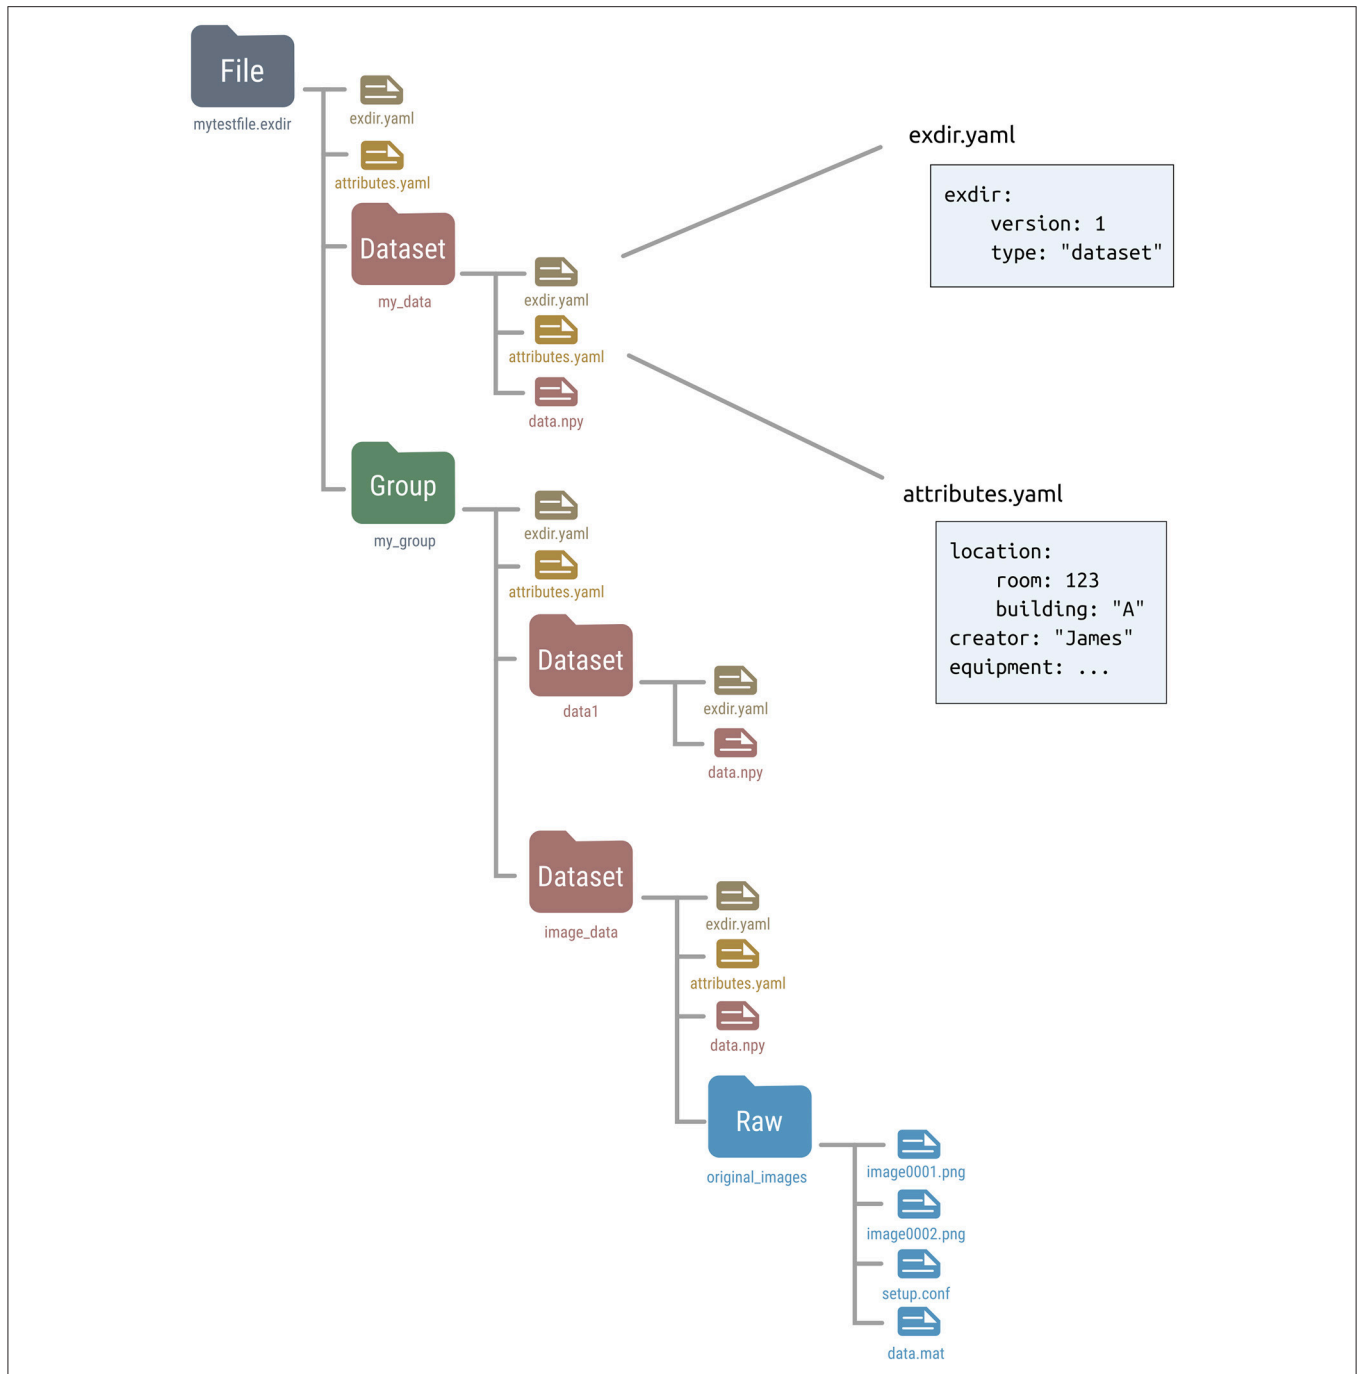 File
mytestfile.exdir
exdir.yaml
attributes.yaml
Dataset
my_data
exdir.yaml
attributes.yaml
data.npy
Group
my_group
exdir.yaml
attributes.yaml
Dataset
data1
exdir.yaml
data.npy
Dataset
image_data
exdir.yaml
attributes.yaml
data.npy
Raw
original_images
image0001.png
image0002.png
setup.conf
data.mat
exdir.yaml
exdir:
    version: 1
    type: "dataset"
attributes.yaml
location:
    room: 123
    building: "A"
creator: "James"
equipment: ...